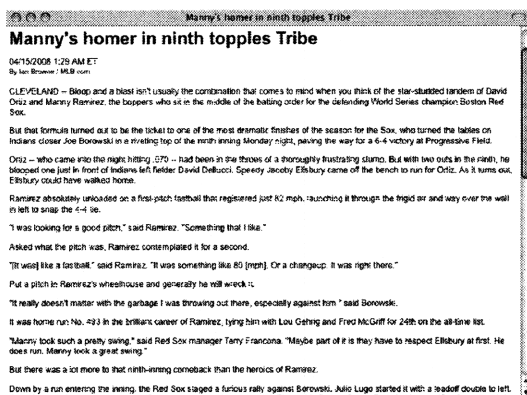 Manny's homer in ninth topples Tribe
Manny's homer in ninth topples Tribe
04/15/2008 1:29 AM ET
By Ian Browne / MLB.com
CLEVELAND -- Bloop and a blast isn't usually the combination that comes to mind when you think of the star-studded tandem of David
Ortiz and Manny Ramirez, the boppers who sit in the middle of the batting order for the defending World Series champion Boston Red
Sox.
But that formula turned out to be the ticket to one of the most dramatic finishes of the season for the Sox, who turned the tables on
Indians closer Joe Borowski in a riveting top of the ninth inning Monday night, paving the way for a 6-4 victory at Progressive Field.
Ortiz -- who came into the night hitting .070 -- had been in the throes of a thoroughly frustrating slump. But with two outs in the ninth, he
blooped one just in front of Indians left fielder David Dellucci. Speedy Jacoby Ellsbury came off the bench to run for Ortiz. As it turns out,
Ellsbury could have walked home.
Ramirez absolutely unloaded on a first-pitch fastball that registered just 82 mph, launching it through the frigid air and way over the wall
in left to snap the 4-4 tie.
"I was looking for a good pitch," said Ramirez. "Something that I like."
Asked what the pitch was, Ramirez contemplated it for a second.
"[It was] like a fastball," said Ramirez. "It was something like 80 [mph]. Or a changeup. It was right there."
Put a pitch in Ramirez's wheelhouse and generally he will wreck it.
"It really doesn't matter with the garbage I was throwing out there, especially against him," said Borowski.
It was home run No. 493 in the brilliant career of Ramirez, tying him with Lou Gehrig and Fred McGriff for 24th on the all-time list.
"Manny took such a pretty swing," said Red Sox manager Terry Francona. "Maybe part of it is they have to respect Ellsbury at first. He
does run. Manny took a great swing."
But there was a lot more to that ninth-inning comeback than the heroics of Ramirez.
Down by a run entering the inning, the Red Sox staged a furious rally against Borowski. Julio Lugo started it with a leadoff double to left.